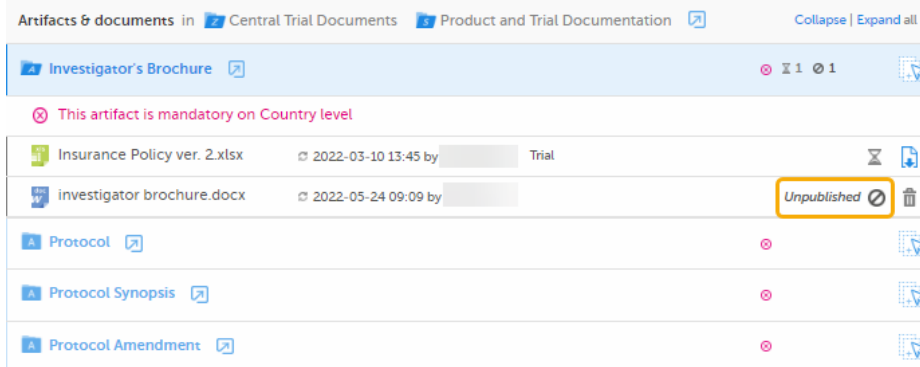 Artifacts & documents in Z Central Trial Documents S Product and Trial Documentation Collapse | Expand all
A Investigator's Brochure 1 1
This artifact is mandatory on Country level
Insurance Policy ver. 2.xlsx 2022-03-10 13:45 by Trial
investigator brochure.docx 2022-05-24 09:09 by Unpublished
A Protocol
A Protocol Synopsis
A Protocol Amendment